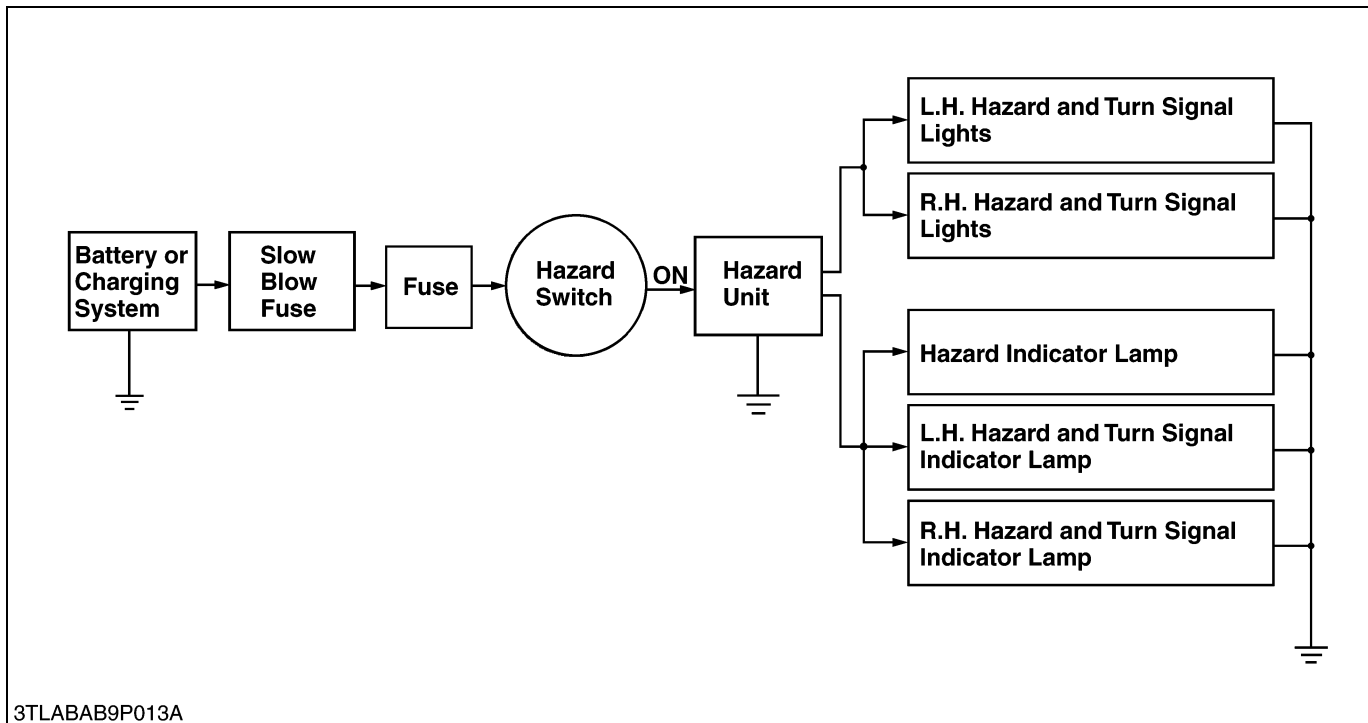 Battery or
Charging
System
Slow
Blow
Fuse
Fuse
Hazard
Switch
ON
Hazard
Unit
L.H. Hazard and Turn Signal
Lights
R.H. Hazard and Turn Signal
Lights
Hazard Indicator Lamp
L.H. Hazard and Turn Signal
Indicator Lamp
R.H. Hazard and Turn Signal
Indicator Lamp
3TLABAB9P013A